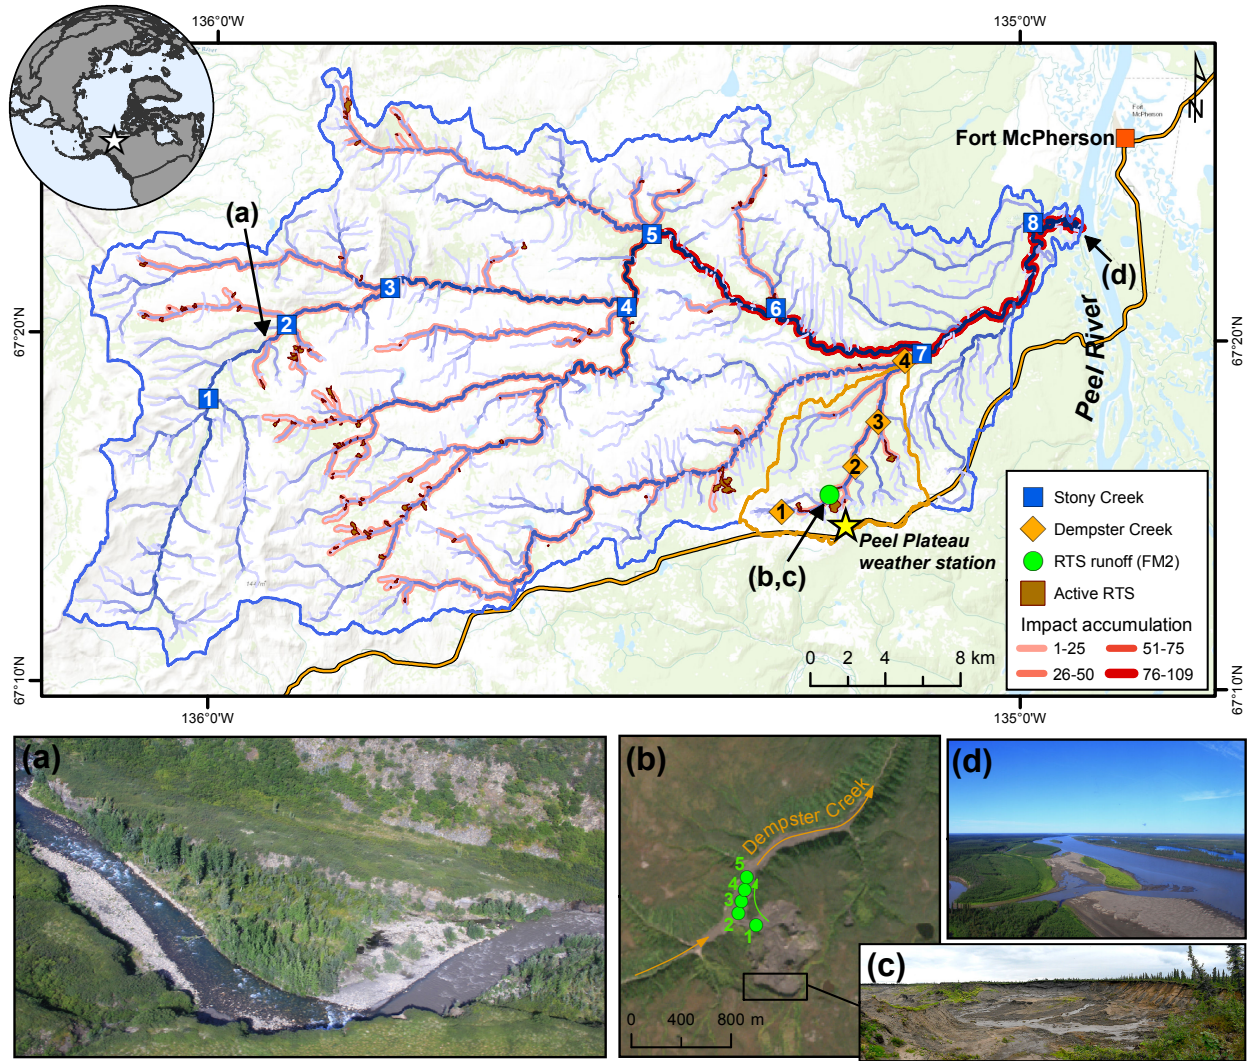 136°0'W
135°0'W
N
Fort
McPherson
Fort McPherson
(a)
8
5
(d)
3
4
6
2
67°20'N
67°20'N
7
4
1
Peel River
3
2
1
Peel Plateau
weather station
(b,c)
Stony Creek
Dempster Creek
RTS runoff (FM2)
Active RTS
Impact accumulation
1-25
51-75
26-50
76-109
0 2 4 8 km
67°10'N
67°10'N
136°0'W
135°0'W
(a)
(b)
Dempster Creek
5
4
3
2
1
0 400 800 m
(d)
(c)